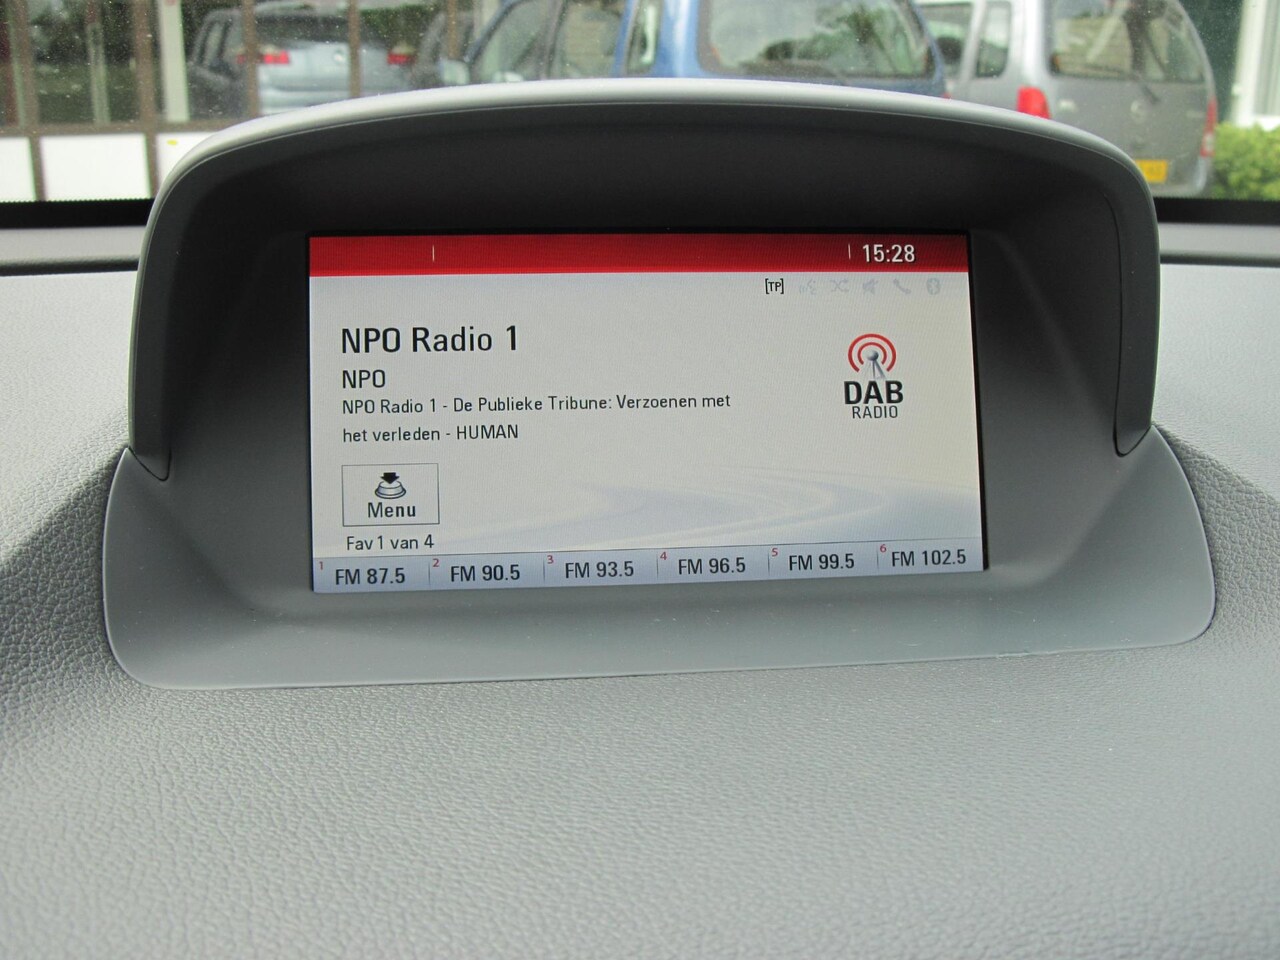 15:28
[TP]
NPO Radio 1
NPO
NPO Radio 1 - De Publieke Tribune: Verzoenen met
het verleden - HUMAN
DAB
RADIO
Menu
Fav 1 van 4
1 FM 87.5 2 FM 90.5 3 FM 93.5 4 FM 96.5 5 FM 99.5 6 FM 102.5